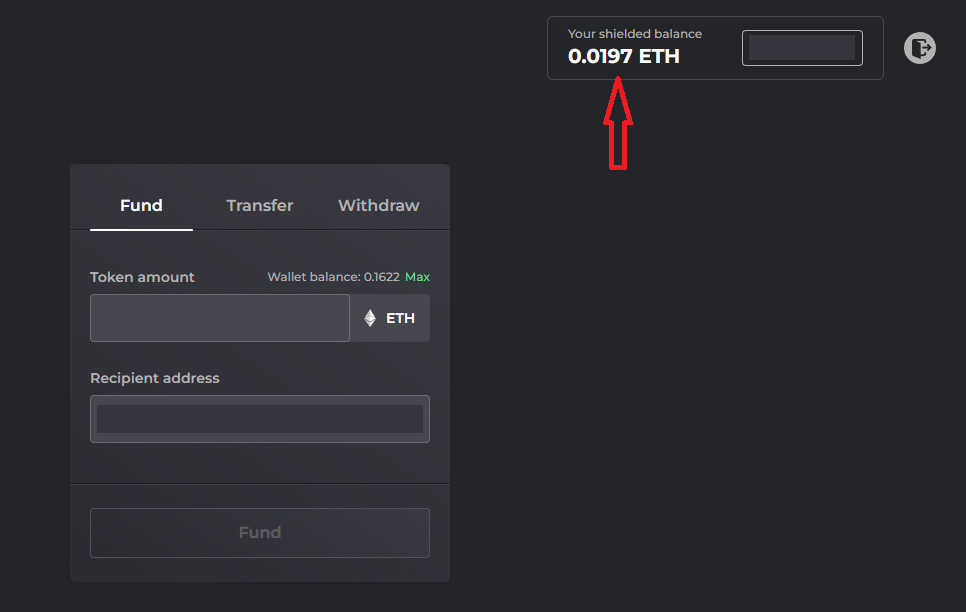 Your shielded balance
0.0197 ETH
Fund Transfer Withdraw
Token amount Wallet balance: 0.1622 Max
ETH
Recipient address
Fund